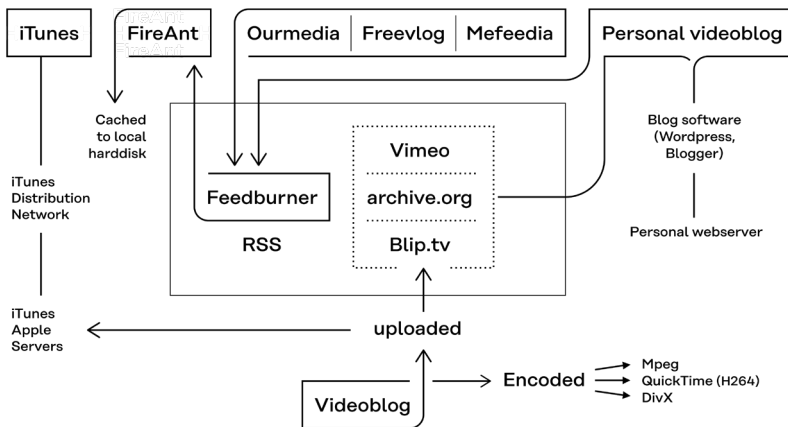 iTunes
FireAnt
Ourmedia
Freevlog
Mefeedia
Personal videoblog
Cached
to local
harddisk
Blog software
(Wordpress,
Blogger)
Vimeo
iTunes
Distribution
Network
Feedburner
archive.org
Personal webserver
RSS
Blip.tv
iTunes
Apple
Servers
uploaded
Encoded
Mpeg
QuickTime (H264)
DivX
Videoblog